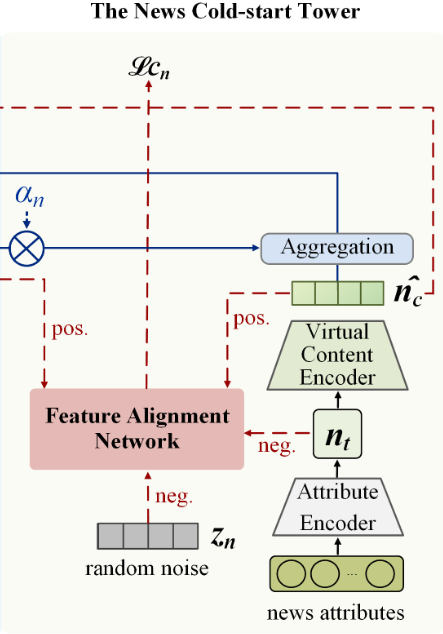 The News Cold-start Tower
ℒc_n
α_n
Aggregation
n̂_c
pos.
pos.
Virtual
Content
Encoder
Feature Alignment
Network
neg.
n_t
neg.
Attribute
Encoder
z_n
random noise
...
news attributes